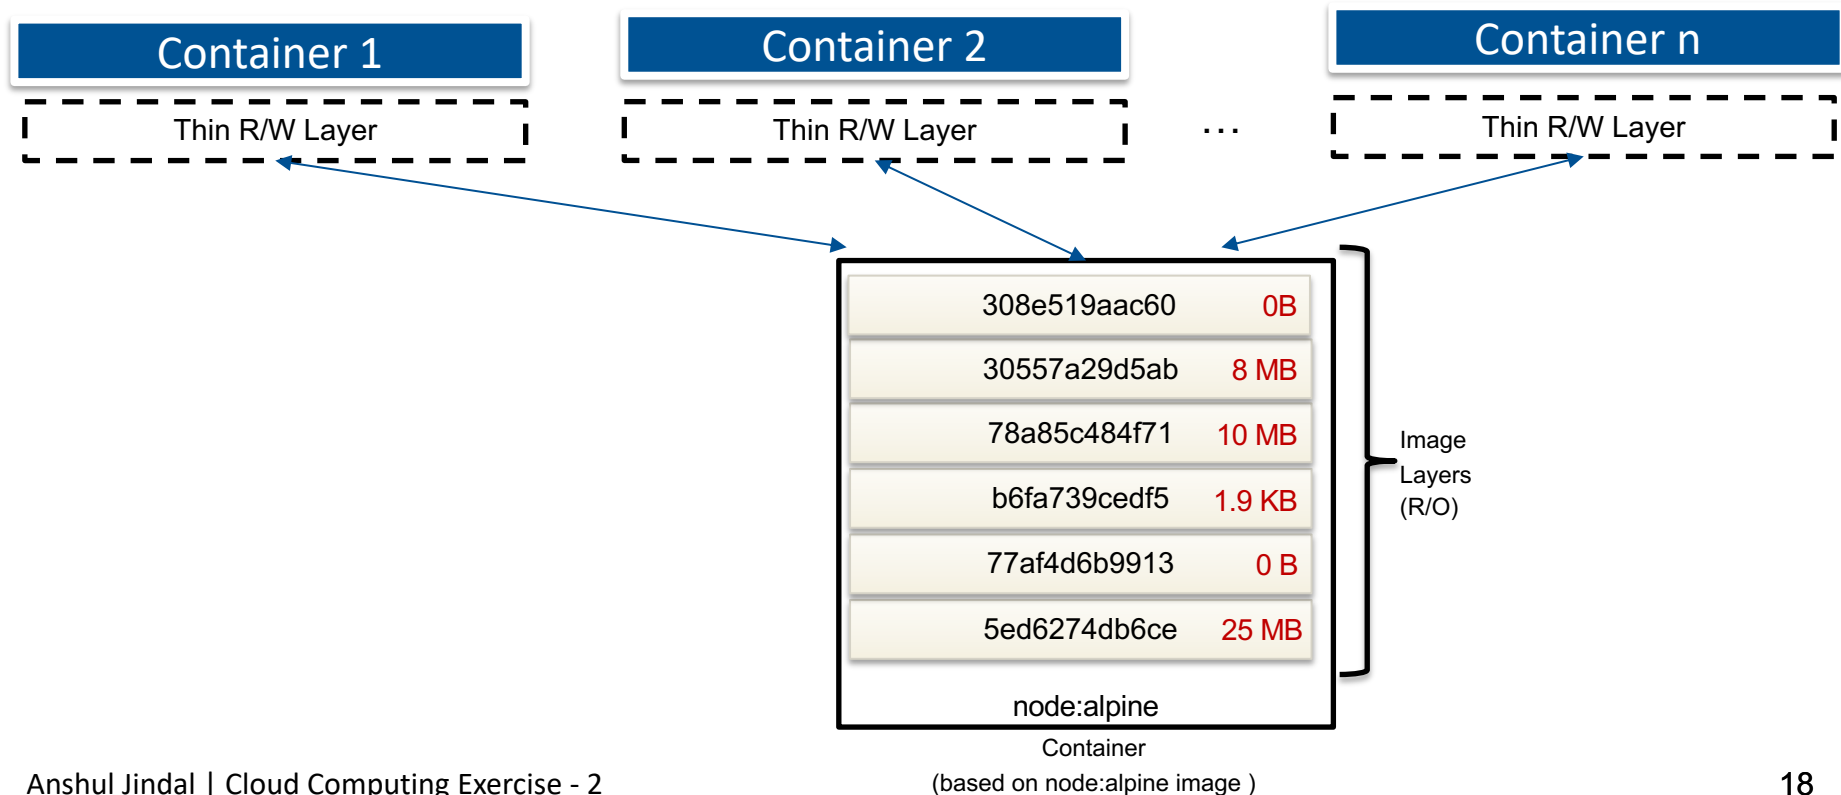 Container 1
Container 2
Container n
Thin R/W Layer
Thin R/W Layer
...
Thin R/W Layer
308e519aac60 0B
30557a29d5ab 8 MB
78a85c484f71 10 MB
b6fa739cedf5 1.9 KB
77af4d6b9913 0 B
5ed6274db6ce 25 MB
Image
Layers
(R/O)
node:alpine
Container
(based on node:alpine image )
Anshul Jindal | Cloud Computing Exercise - 2
18